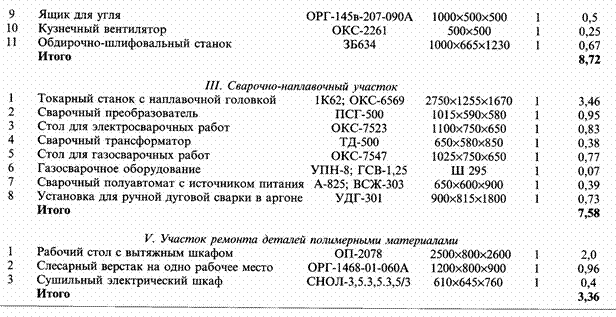 9 Ящик для угля ОРГ-145в-207-090А 1000×500×500 1 0,5
10 Кузнечный вентилятор ОКС-2261 500×500 1 0,25
11 Обдирочно-шлифовальный станок 3Б634 1000×665×1230 1 0,67
Итого 8,72
III. Сварочно-наплавочный участок
1 Токарный станок с наплавочной головкой 1К62; ОКС-6569 2750×1255×1670 1 3,46
2 Сварочный преобразователь ПСГ-500 1015×590×580 1 0,95
3 Стол для электросварочных работ ОКС-7523 1100×750×650 1 0,83
4 Сварочный трансформатор ТД-500 650×580×850 1 0,38
5 Стол для газосварочных работ ОКС-7547 1025×750×650 1 0,77
6 Газосварочное оборудование УПН-8; ГСВ-1,25 Ш 295 1 0,07
7 Сварочный полуавтомат с источником питания А-825; ВСЖ-303 650×600×900 1 0,39
8 Установка для ручной дуговой сварки в аргоне УДГ-301 900×815×1800 1 0,73
Итого 7,58
V. Участок ремонта деталей полимерными материалами
1 Рабочий стол с вытяжным шкафом ОП-2078 2500×800×2600 1 2,0
2 Слесарный верстак на одно рабочее место ОРГ-1468-01-060А 1200×800×900 1 0,96
3 Сушильный электрический шкаф СНОЛ-3,5.3,5.3,5/3 610×645×760 1 0,4
Итого 3,36